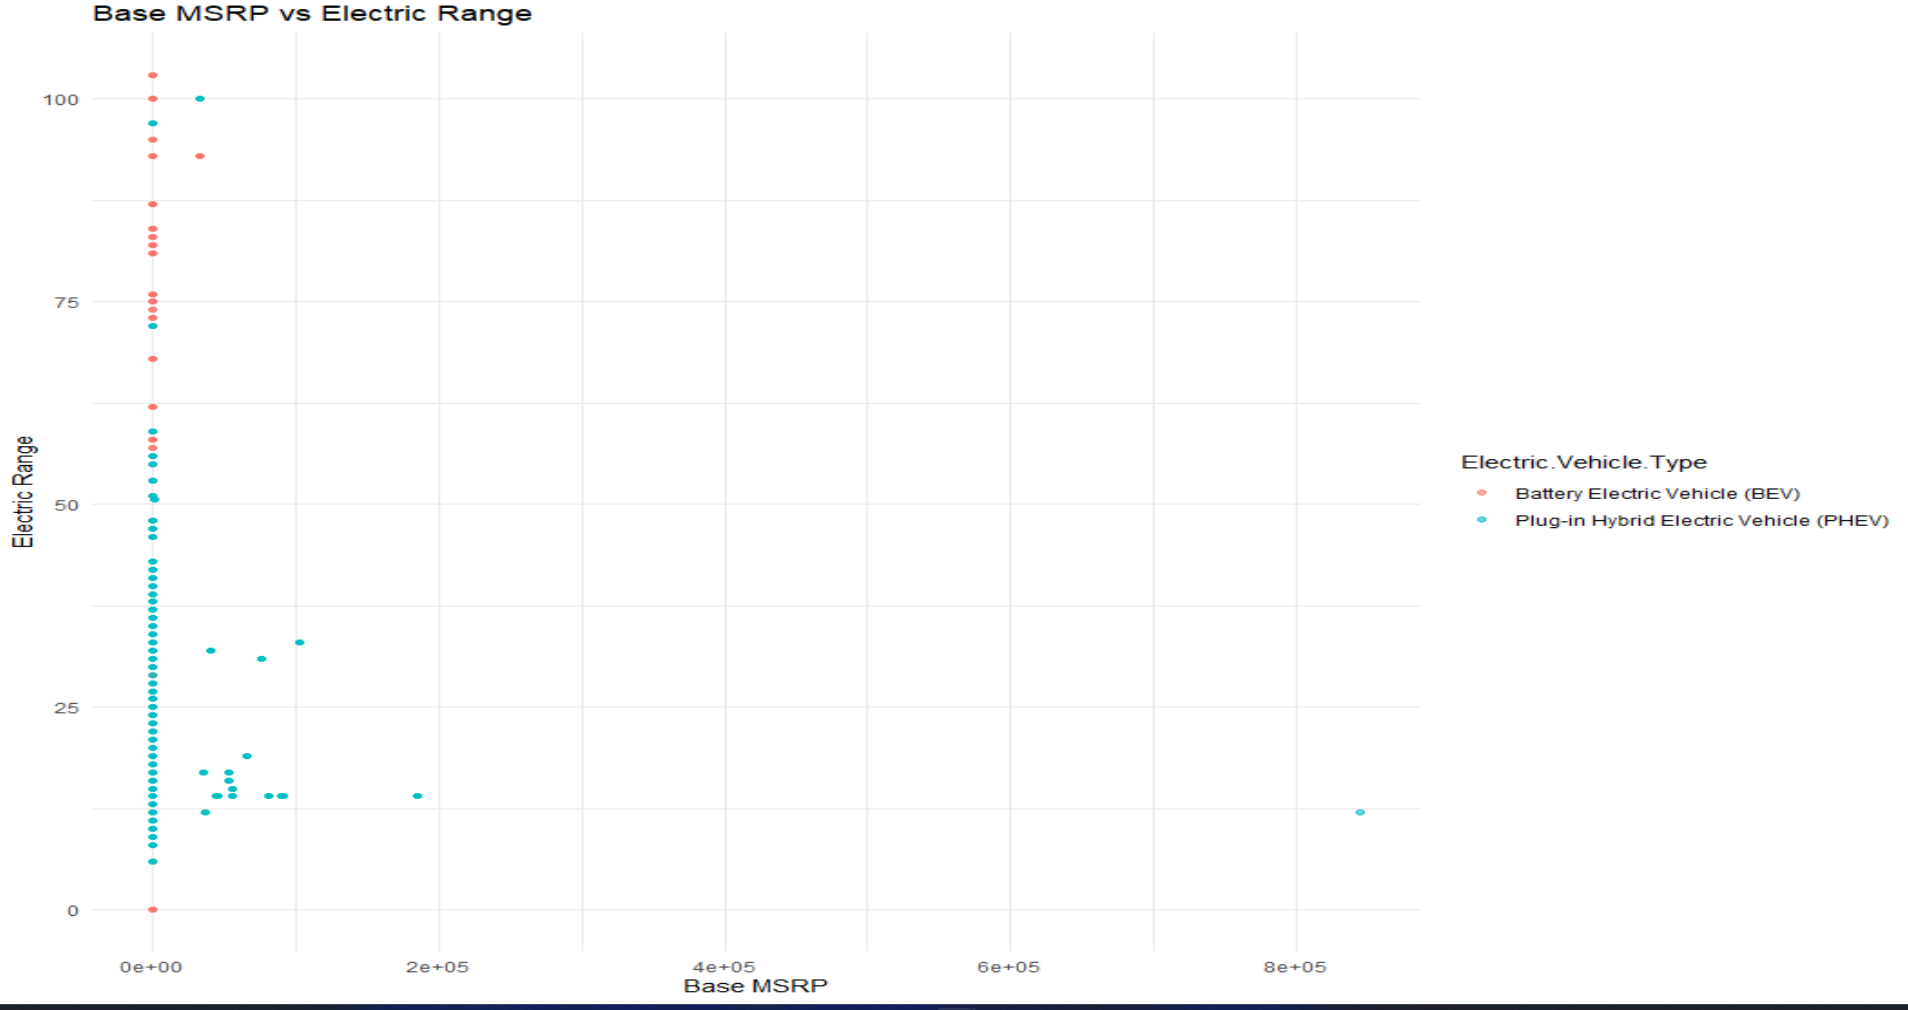 Base MSRP vs Electric Range
100
75
50
25
0
Electric Range
0e+00 2e+05 4e+05 6e+05 8e+05
Base MSRP
Electric.Vehicle.Type
Battery Electric Vehicle (BEV)
Plug-in Hybrid Electric Vehicle (PHEV)